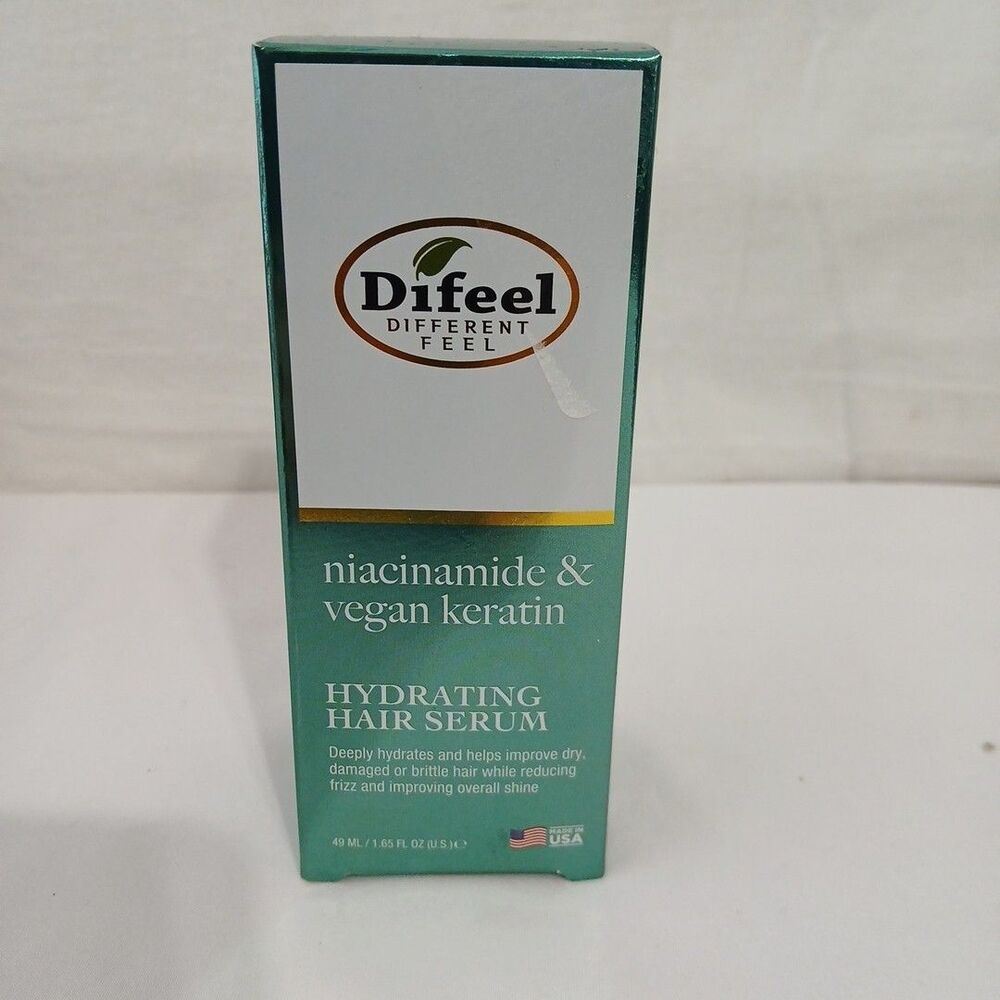 Difeel
DIFFERENT
FEEL
niacinamide &
vegan keratin
HYDRATING
HAIR SERUM
Deeply hydrates and helps improve dry,
damaged or brittle hair while reducing
frizz and improving overall shine
49 ML / 1.65 FL OZ (U.S.) ℮
MADE IN
USA